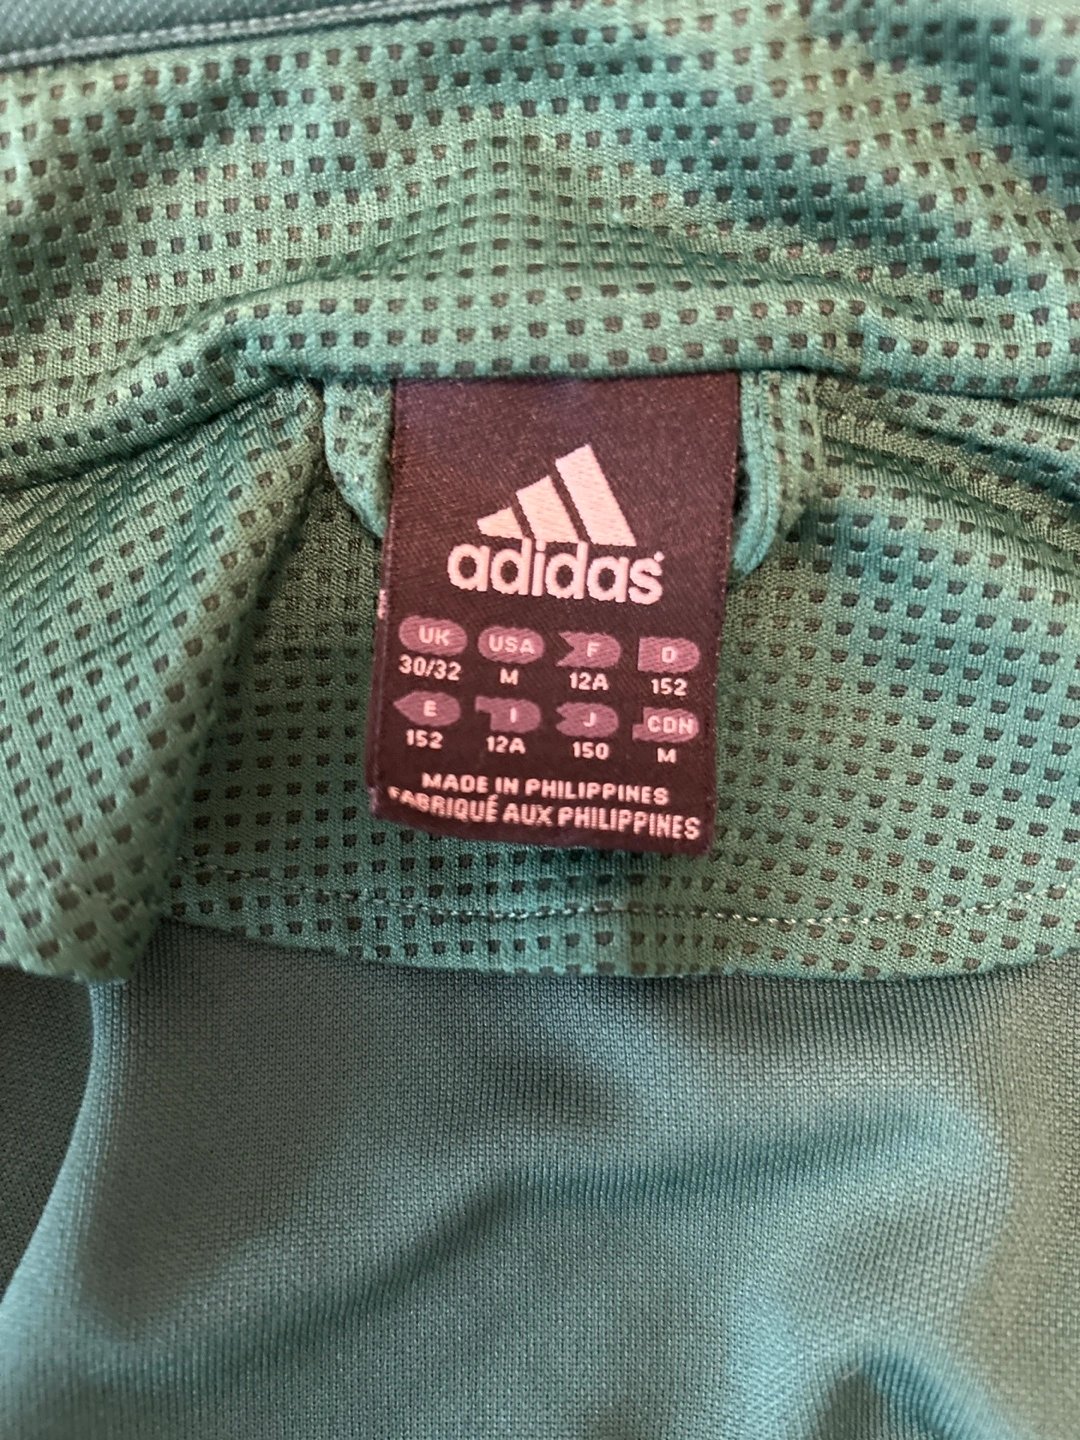 adidas
UK USA F D
30/32 M 12A 152
E I J CDN
152 12A 150 M
MADE IN PHILIPPINES
FABRIQUÉ AUX PHILIPPINES